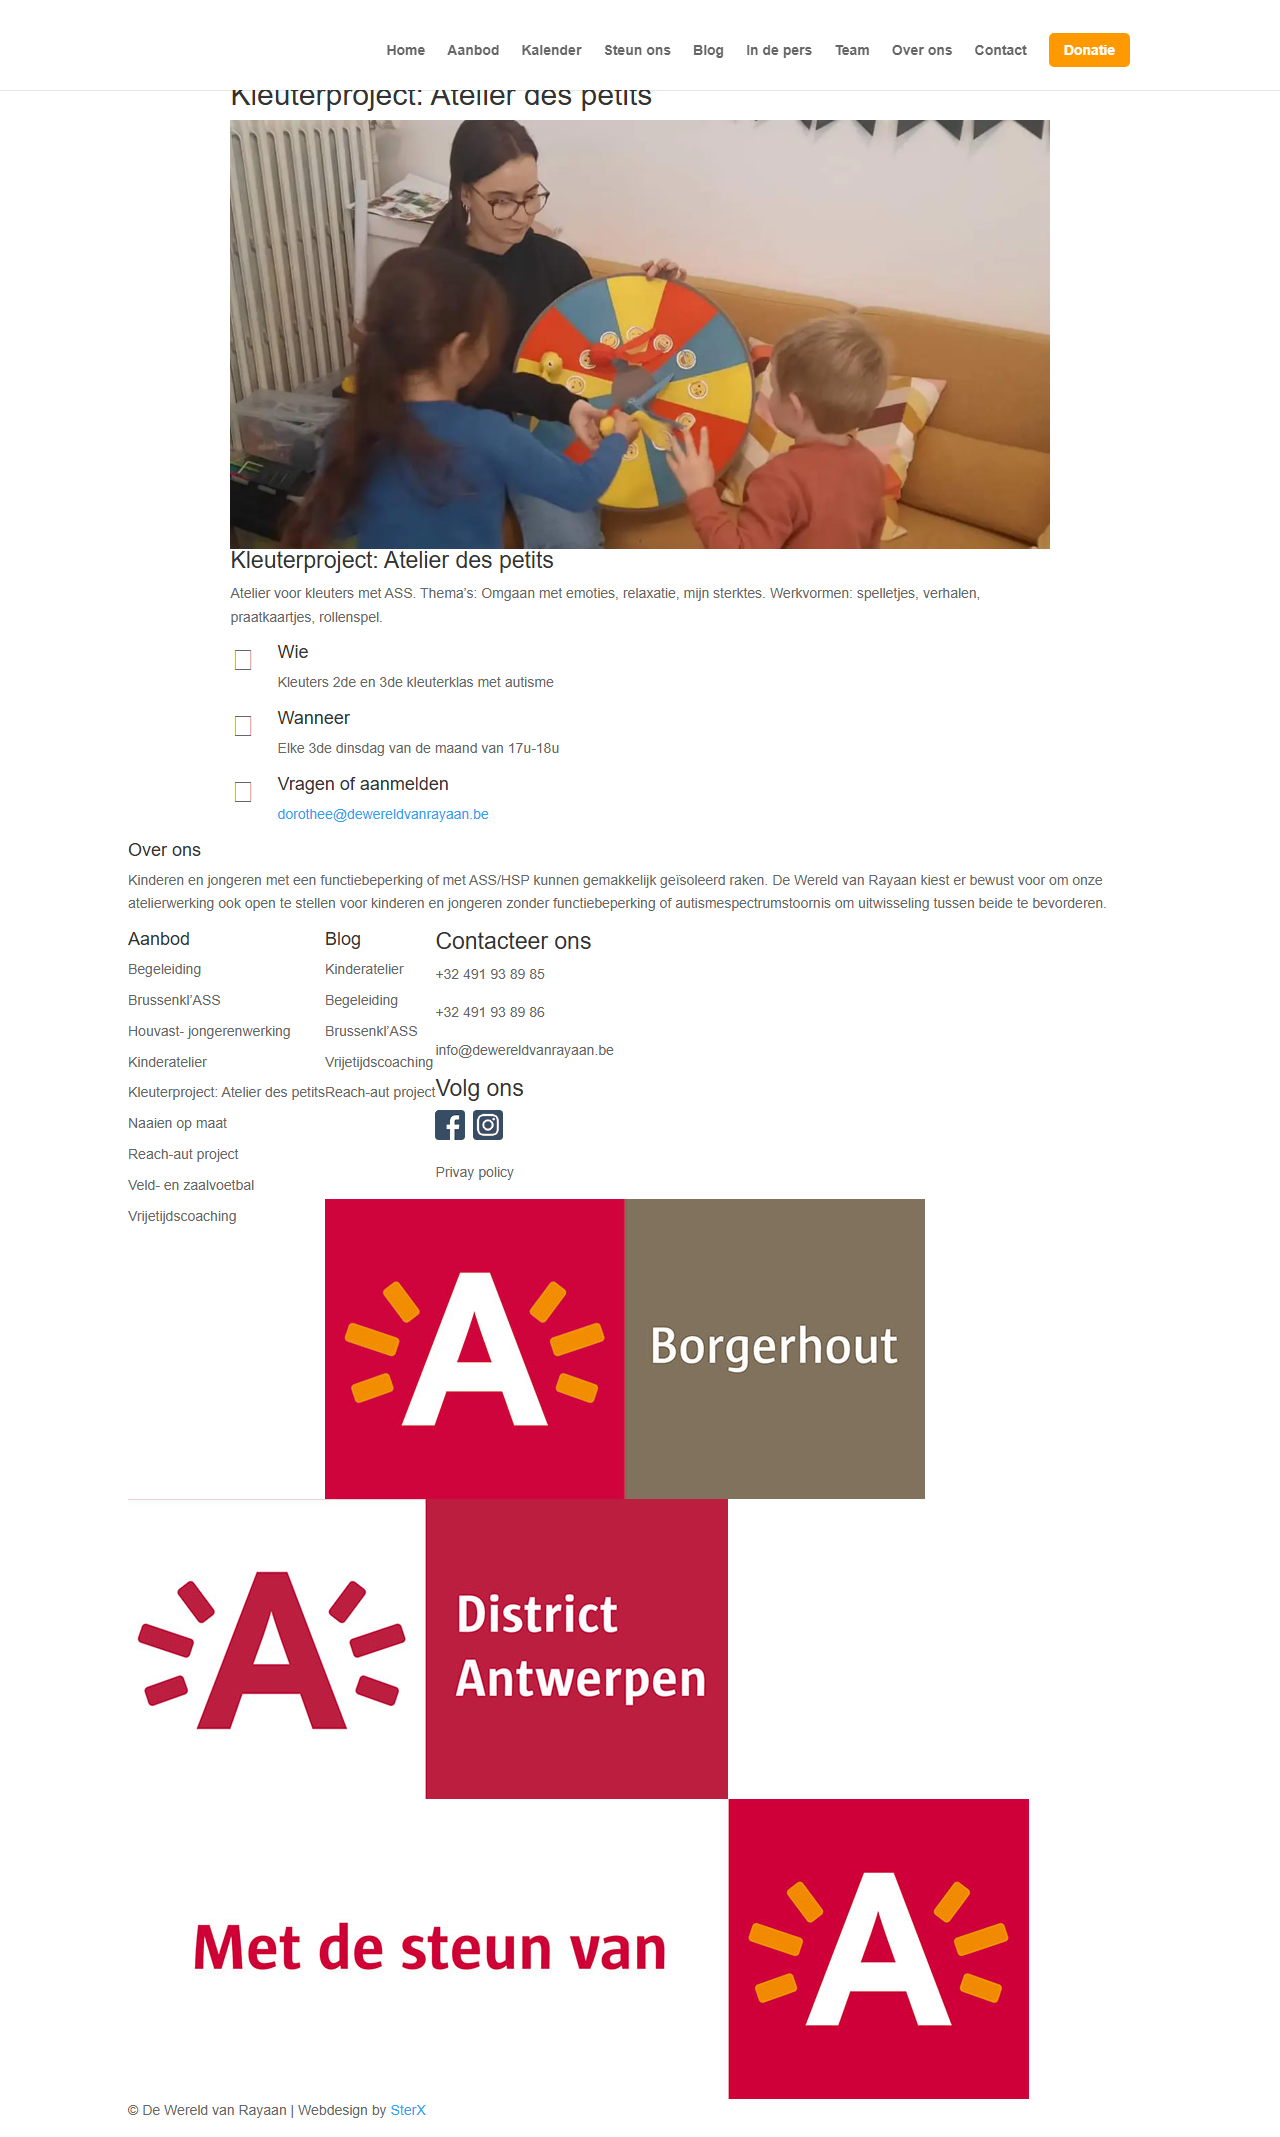 Home Aanbod Kalender Steun ons Blog In de pers Team Over ons Contact Donatie
Kleuterproject: Atelier des petits
Kleuterproject: Atelier des petits
Atelier voor kleuters met ASS. Thema’s: Omgaan met emoties, relaxatie, mijn sterktes. Werkvormen: spelletjes, verhalen,
praatkaartjes, rollenspel.
Wie
Kleuters 2de en 3de kleuterklas met autisme
Wanneer
Elke 3de dinsdag van de maand van 17u-18u
Vragen of aanmelden
dorothee@dewereldvanrayaan.be
Over ons
Kinderen en jongeren met een functiebeperking of met ASS/HSP kunnen gemakkelijk geïsoleerd raken. De Wereld van Rayaan kiest er bewust voor om onze
atelierwerking ook open te stellen voor kinderen en jongeren zonder functiebeperking of autismespectrumstoornis om uitwisseling tussen beide te bevorderen.
Aanbod
Begeleiding
Brussenkl’ASS
Houvast- jongerenwerking
Kinderatelier
Kleuterproject: Atelier des petits
Naaien op maat
Reach-aut project
Veld- en zaalvoetbal
Vrijetijdscoaching
Blog
Kinderatelier
Begeleiding
Brussenkl’ASS
Vrijetijdscoaching
Reach-aut project
Contacteer ons
+32 491 93 89 85
+32 491 93 89 86
info@dewereldvanrayaan.be
Volg ons
Privay policy
A Borgerhout
A District
Antwerpen
Met de steun van A
© De Wereld van Rayaan | Webdesign by SterX